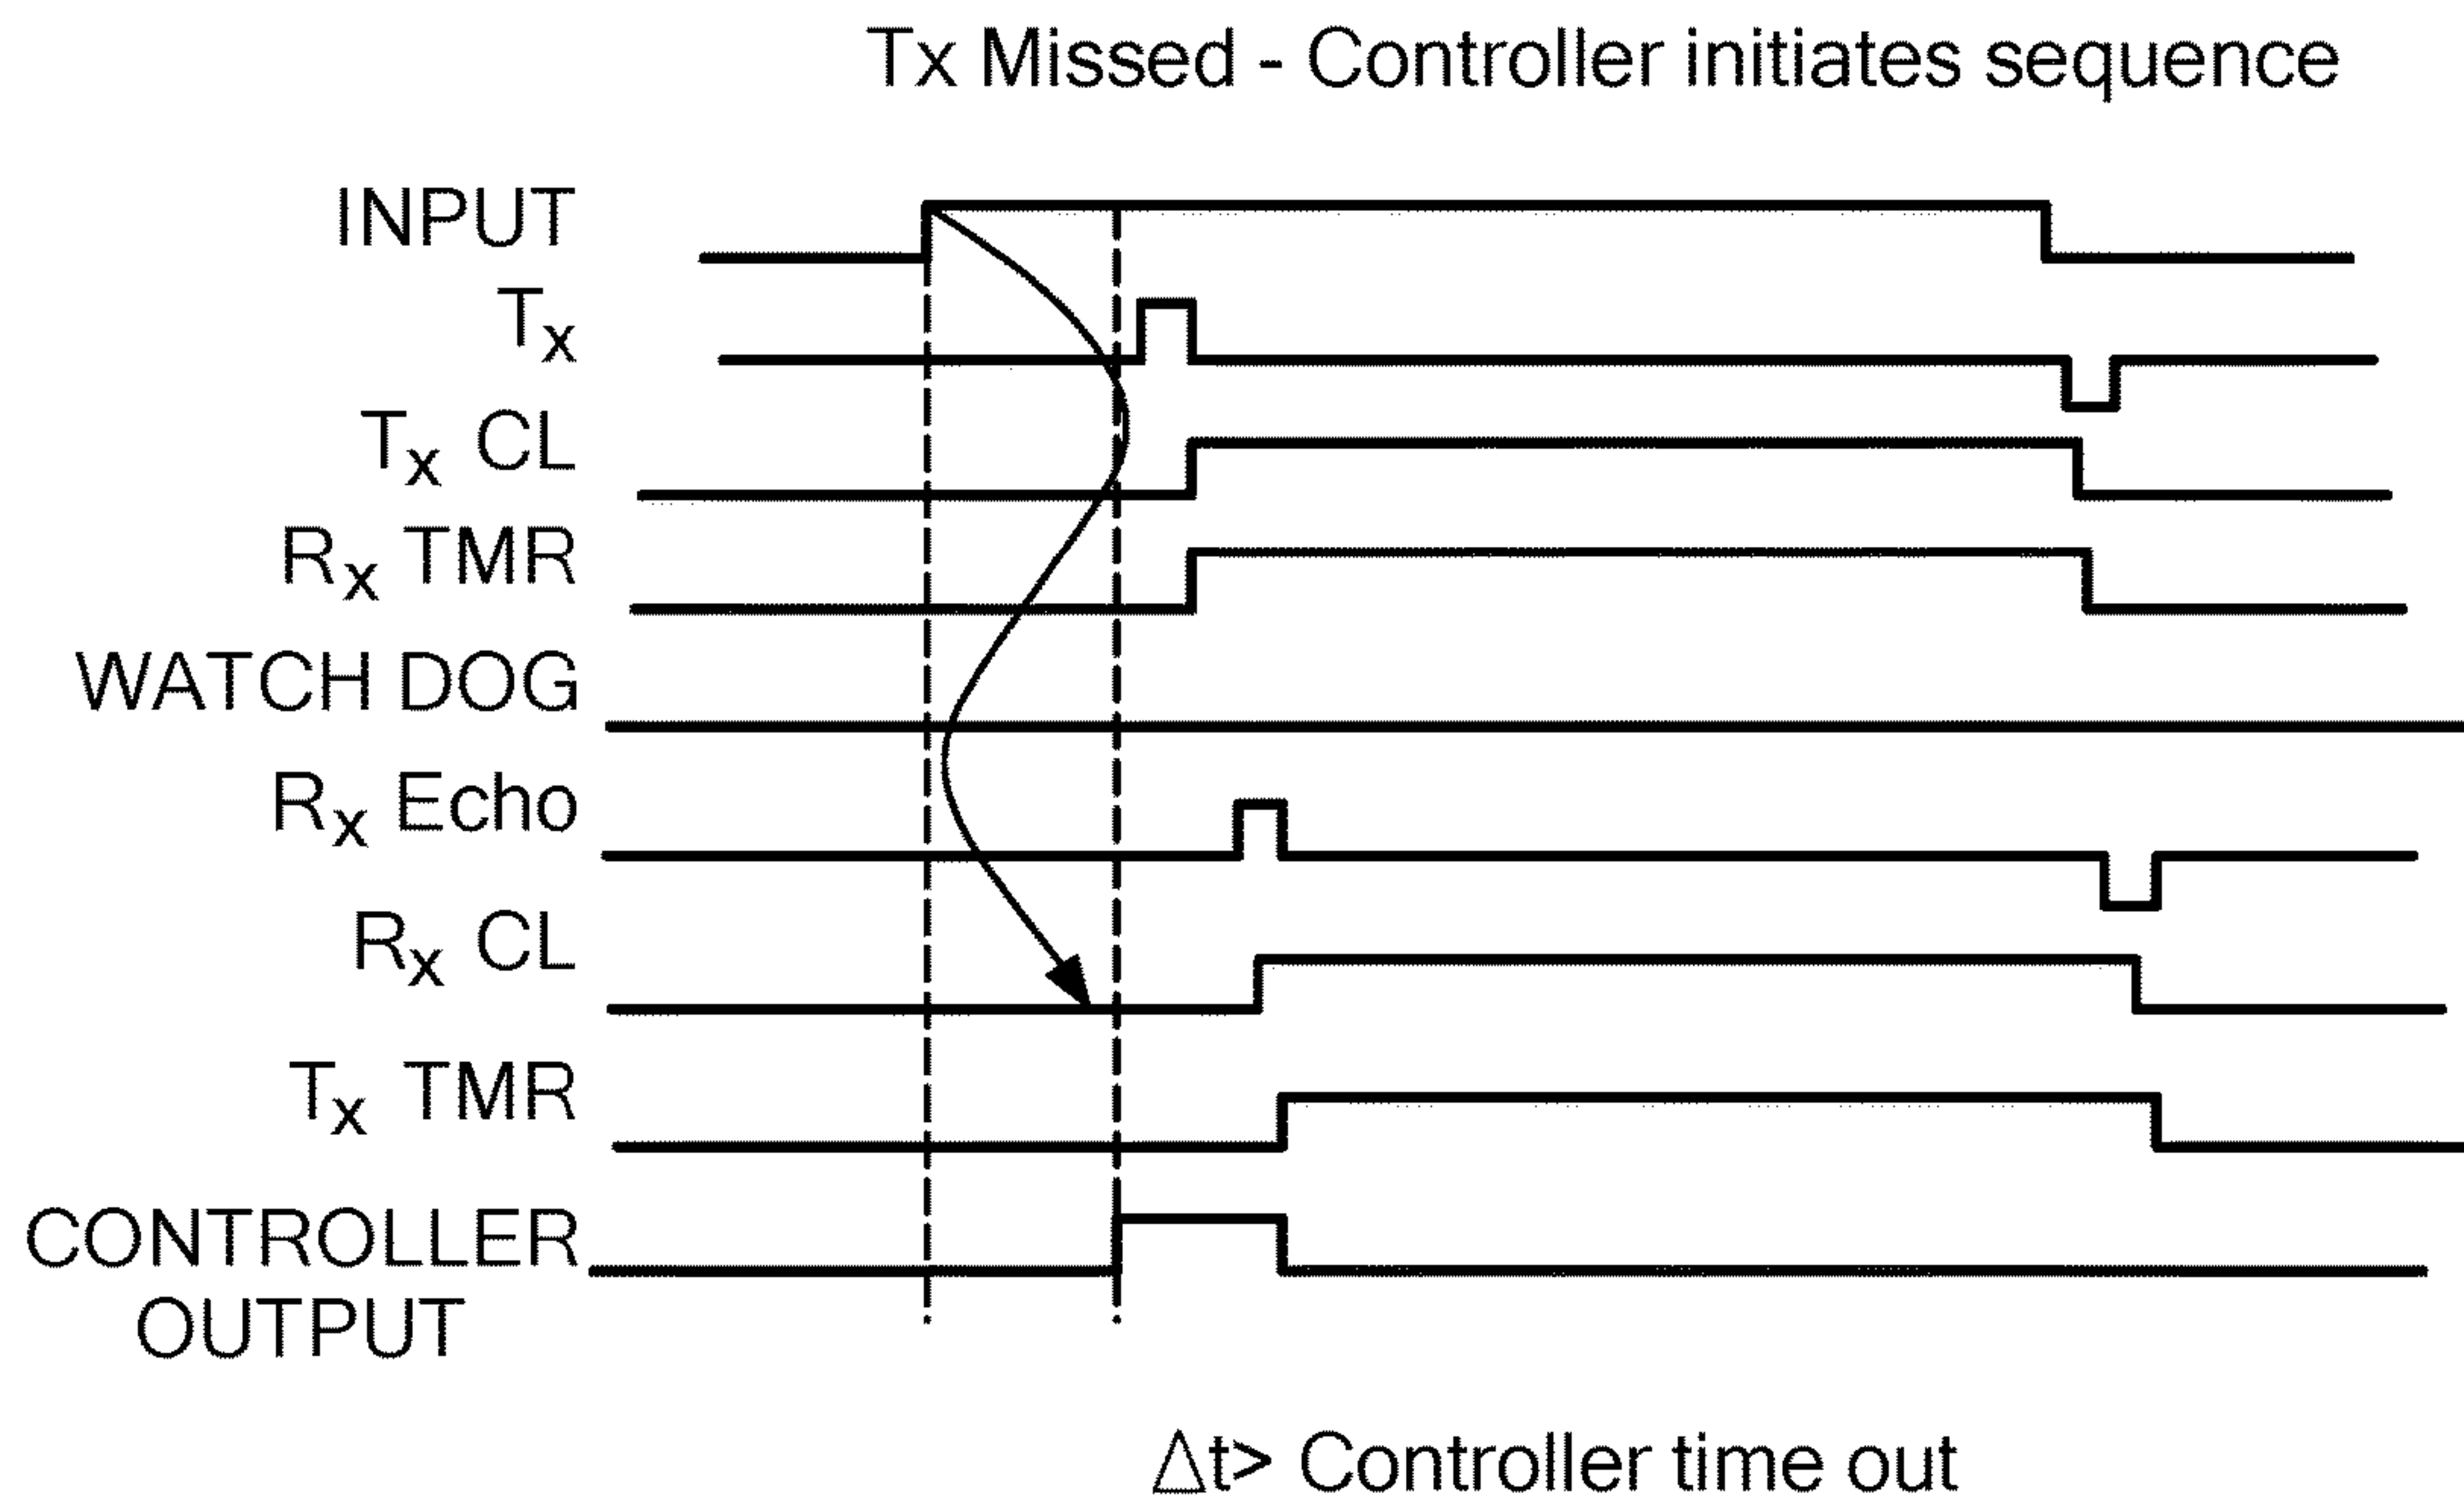 Tx Missed - Controller initiates sequence
INPUT
Tx
Tx CL
Rx TMR
WATCH DOG
Rx Echo
Rx CL
Tx TMR
CONTROLLER
OUTPUT
Δt> Controller time out